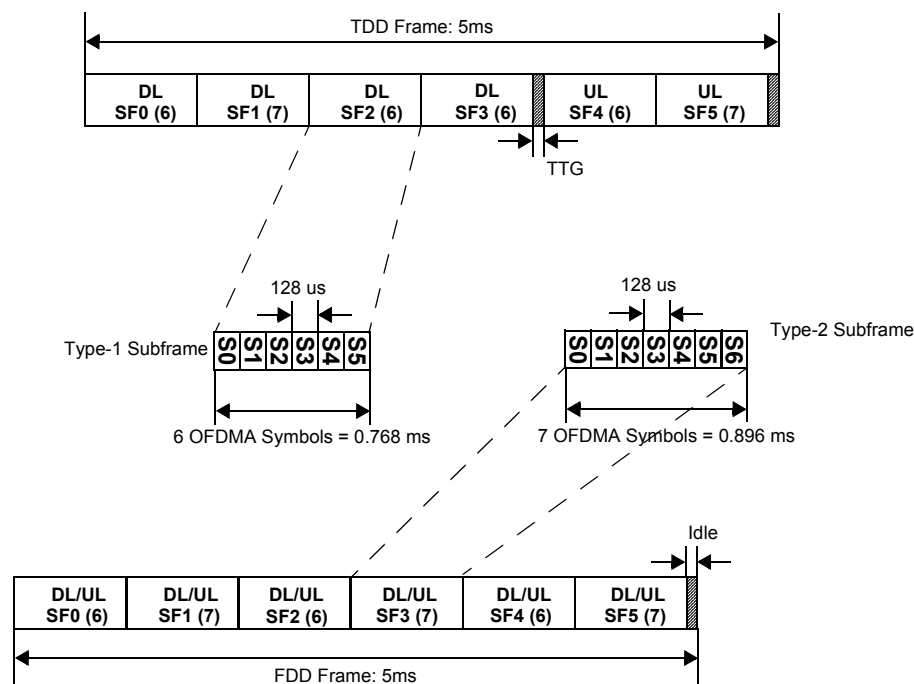 TDD Frame: 5ms
DL SF0 (6)
DL SF1 (7)
DL SF2 (6)
DL SF3 (6)
UL SF4 (6)
UL SF5 (7)
TTG
128 us
Type-1 Subframe
S0 S1 S2 S3 S4 S5
6 OFDMA Symbols = 0.768 ms
128 us
Type-2 Subframe
S0 S1 S2 S3 S4 S5 S6
7 OFDMA Symbols = 0.896 ms
Idle
DL/UL SF0 (6)
DL/UL SF1 (7)
DL/UL SF2 (6)
DL/UL SF3 (7)
DL/UL SF4 (6)
DL/UL SF5 (7)
FDD Frame: 5ms